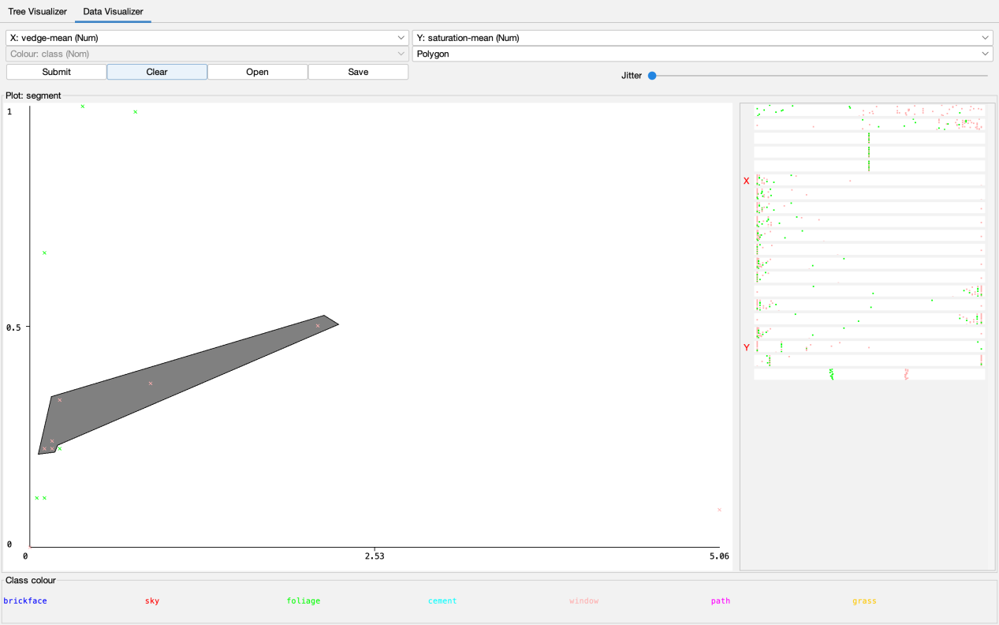 Tree Visualizer Data Visualizer
X: vedge-mean (Num) Y: saturation-mean (Num)
Colour: class (Nom) Polygon
Submit Clear Open Save Jitter
Plot: segment
1
X
0.5
Y
0
0 2.53 5.06
Class colour
brickface sky foliage cement window path grass